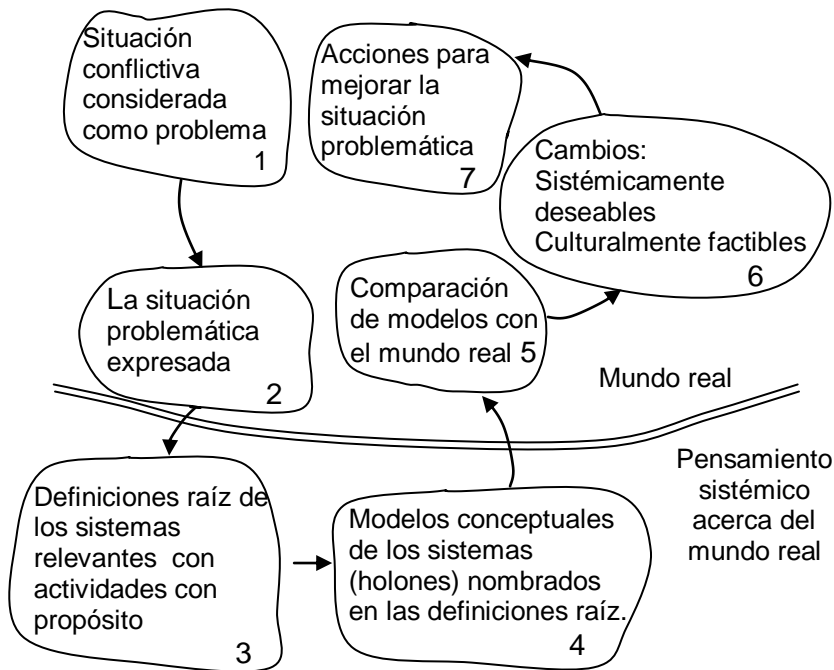 Situación
conflictiva
considerada
como problema
1
La situación
problemática
expresada
2
Definiciones raíz de
los sistemas
relevantes con
actividades con
propósito
3
Modelos conceptuales
de los sistemas
(holones) nombrados
en las definiciones raíz.
4
Comparación
de modelos con
el mundo real 5
Cambios:
Sistémicamente
deseables
Culturalmente factibles
6
Acciones para
mejorar la
situación
problemática
7
Mundo real
Pensamiento
sistémico
acerca del
mundo real